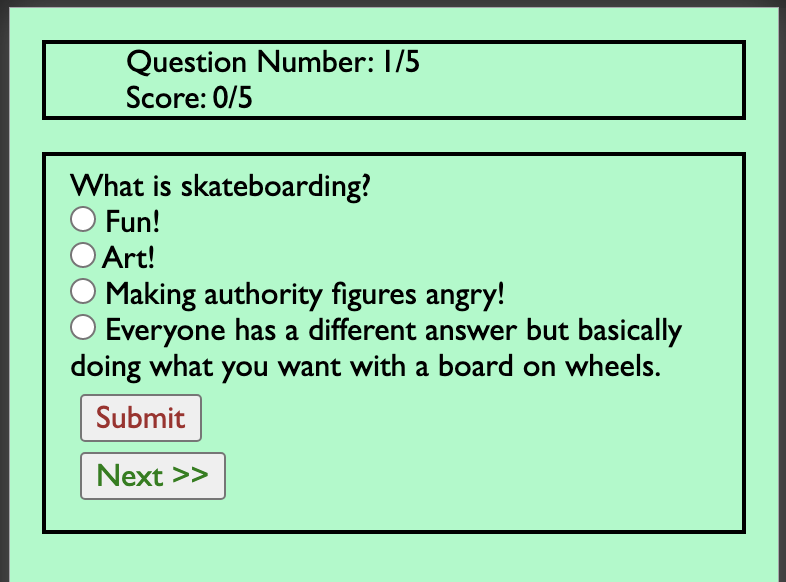 Question Number: 1/5
Score: 0/5
What is skateboarding?
Fun!
Art!
Making authority figures angry!
Everyone has a different answer but basically
doing what you want with a board on wheels.
Submit
Next >>